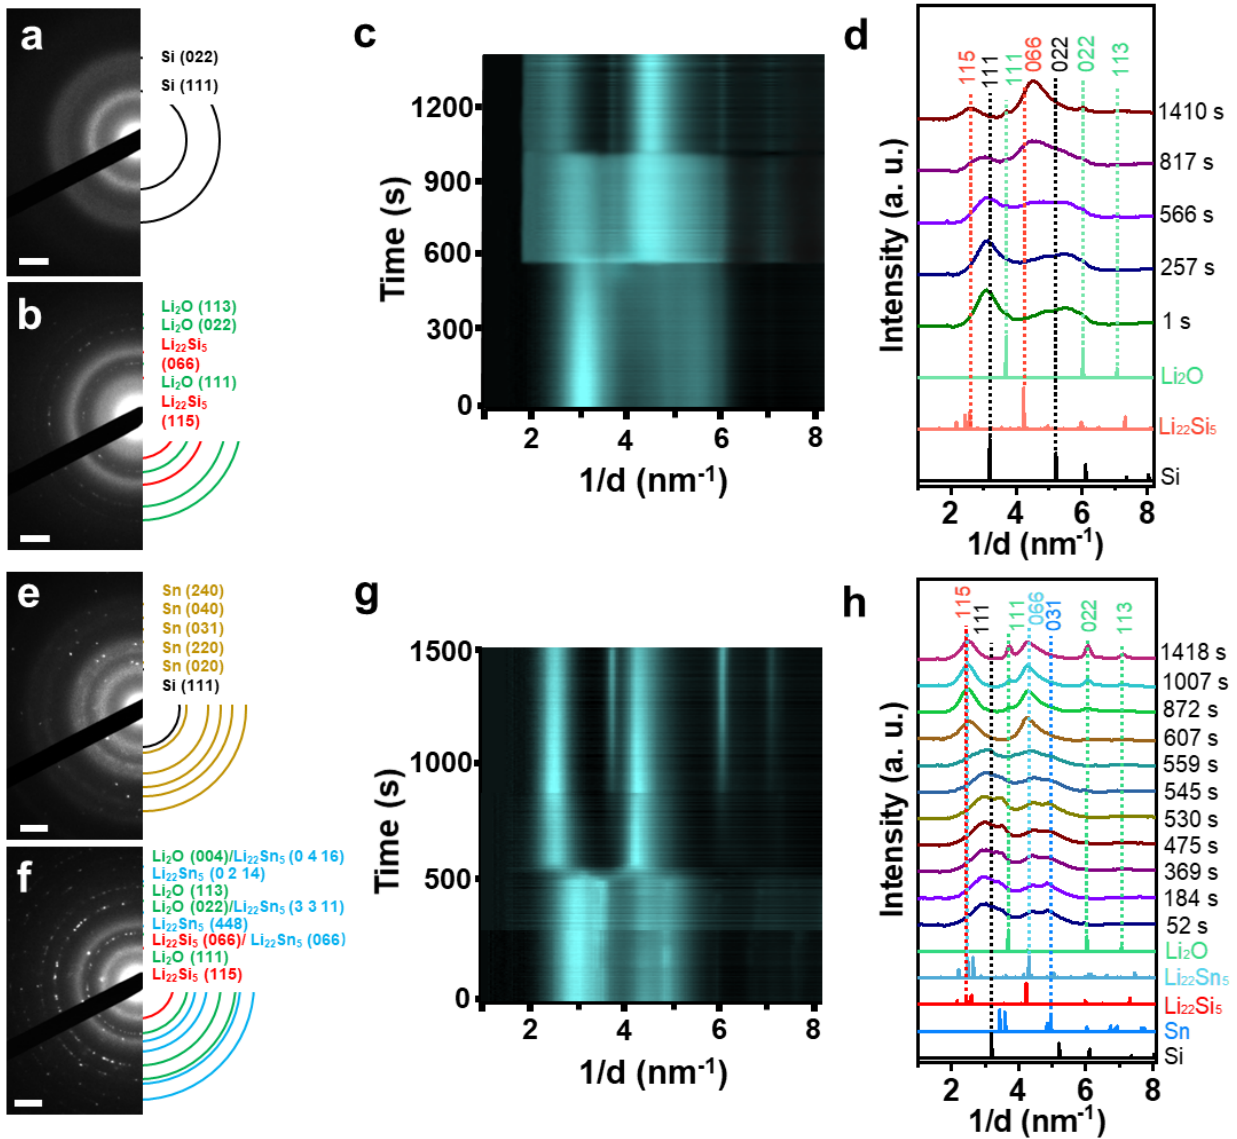 a
Si (022)
Si (111)
b
Li₂O (113)
Li₂O (022)
Li₂₂Si₅
(066)
Li₂O (111)
Li₂₂Si₅
(115)
c
1200
900
600
300
0
Time (s)
2 4 6 8
1/d (nm⁻¹)
d
115 111 111 066 022 022 113
1410 s
817 s
566 s
257 s
1 s
Li₂O
Li₂₂Si₅
Si
Intensity (a. u.)
2 4 6 8
1/d (nm⁻¹)
e
Sn (240)
Sn (040)
Sn (031)
Sn (220)
Sn (020)
Si (111)
f
Li₂O (004)/Li₂₂Sn₅ (0 4 16)
Li₂₂Sn₅ (0 2 14)
Li₂O (113)
Li₂O (022)/Li₂₂Sn₅ (3 3 11)
Li₂₂Sn₅ (448)
Li₂₂Si₅ (066)/ Li₂₂Sn₅ (066)
Li₂O (111)
Li₂₂Si₅ (115)
g
1500
1000
500
0
Time (s)
2 4 6 8
1/d (nm⁻¹)
h
115 111 111 066 031 022 113
1418 s
1007 s
872 s
607 s
559 s
545 s
530 s
475 s
369 s
184 s
52 s
Li₂O
Li₂₂Sn₅
Li₂₂Si₅
Sn
Si
Intensity (a. u.)
2 4 6 8
1/d (nm⁻¹)